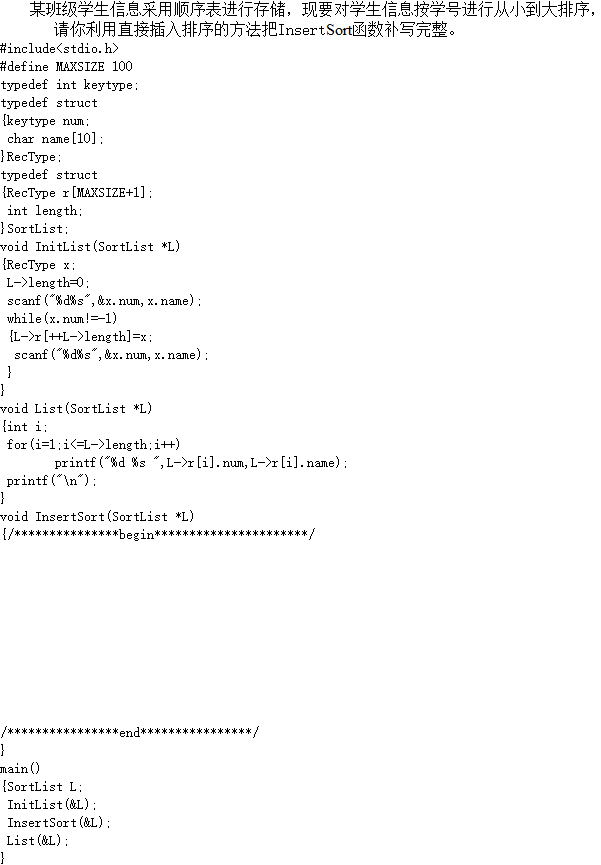 某班级学生信息采用顺序表进行存储，现要对学生信息按学号进行从小到大排序，
请你利用直接插入排序的方法把InsertSort函数补写完整。
#include<stdio.h>
#define MAXSIZE 100
typedef int keytype;
typedef struct
{keytype num;
 char name[10];
}RecType;
typedef struct
{RecType r[MAXSIZE+1];
 int length;
}SortList;
void InitList(SortList *L)
{RecType x;
 L->length=0;
 scanf("%d%s",&x.num,x.name);
 while(x.num!=-1)
 {L->r[++L->length]=x;
  scanf("%d%s",&x.num,x.name);
 }
}
void List(SortList *L)
{int i;
 for(i=1;i<=L->length;i++)
       printf("%d %s ",L->r[i].num,L->r[i].name);
 printf("\n");
}
void InsertSort(SortList *L)
{/***************begin**********************/
/****************end****************/
}
main()
{SortList L;
 InitList(&L);
 InsertSort(&L);
 List(&L);
}